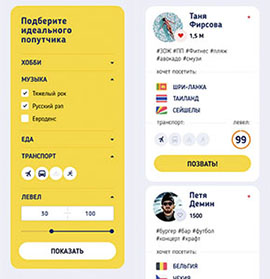 Подберите
идеального
попутчика
ХОББИ
МУЗЫКА
Тяжелый рок
Русский рэп
Евроденс
ЕДА
ТРАНСПОРТ
ЛЕВЕЛ
50 - 100
ПОКАЗАТЬ
Таня
Фирсова
1,5 М
#ЗОЖ #ПП #Фитнес #пляж
#авокадо #смузи
ХОЧЕТ ПОСЕТИТЬ:
ШРИ-ЛАНКА
ТАИЛАНД
СЕЙШЕЛЫ
ТРАНСПОРТ: ЛЕВЕЛ:
99
ПОЗВАТЬ!
Петя
Демин
1500
#бургер #бар #футбол
#концерт #крафт
ХОЧЕТ ПОСЕТИТЬ:
БЕЛЬГИЯ
ЧЕХИЯ